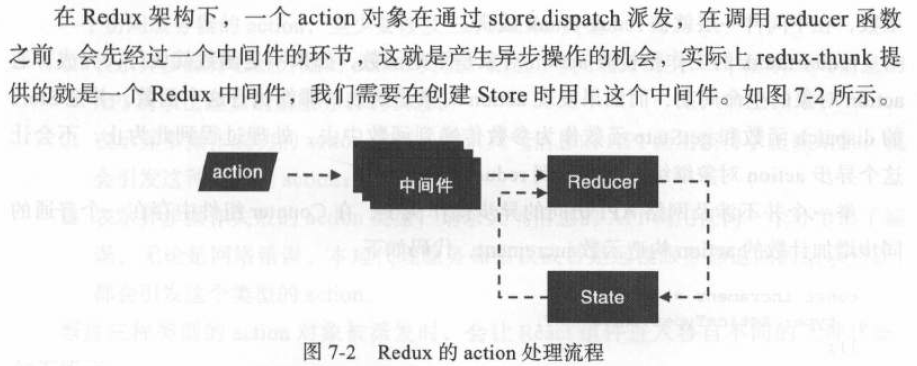 在 Redux 架构下，一个 action 对象在通过 store.dispatch 派发，在调用 reducer 函数
之前，会先经过一个中间件的环节，这就是产生异步操作的机会，实际上 redux-thunk 提
供的就是一个 Redux 中间件，我们需要在创建 Store 时用上这个中间件。如图 7-2 所示。
action
中间件
Reducer
State
图 7-2 Redux 的 action 处理流程